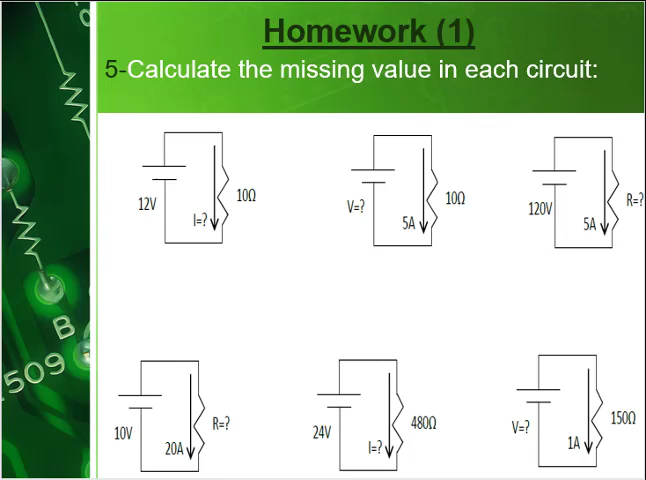 Homework (1)
5-Calculate the missing value in each circuit:
12V
I=?
10Ω
V=?
5A
10Ω
120V
5A
R=?
10V
20A
R=?
24V
I=?
480Ω
V=?
1A
150Ω
B
509